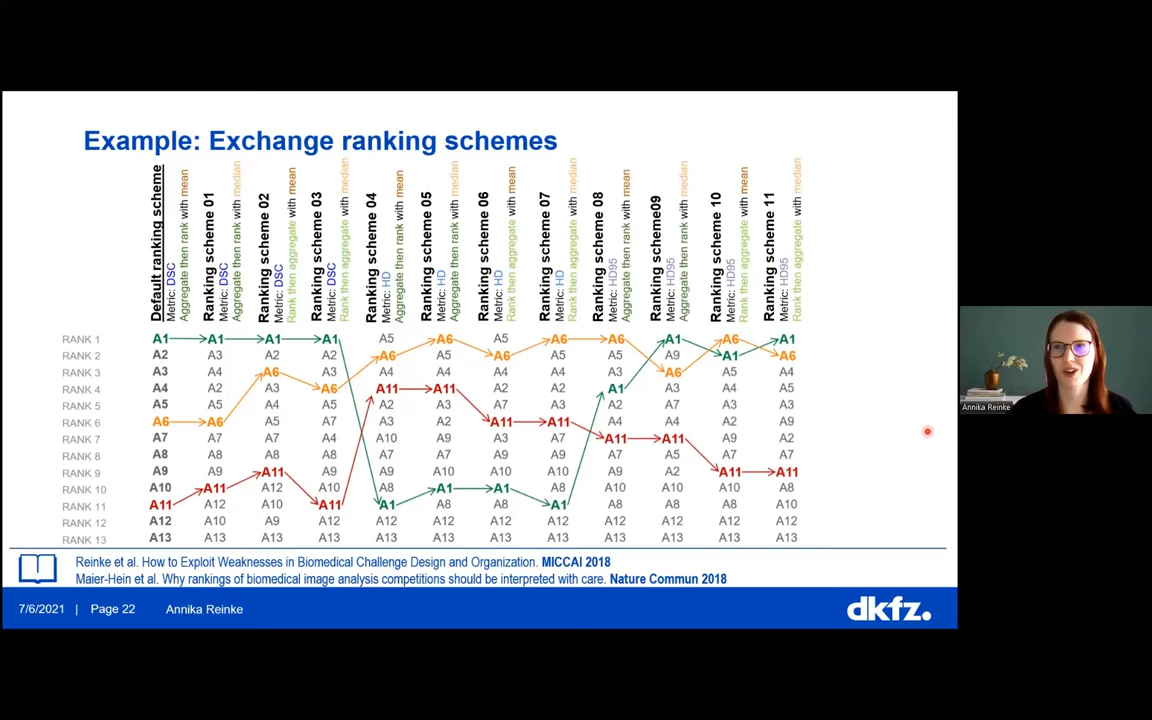 Example: Exchange ranking schemes
Default ranking scheme
Metric: DSC
Aggregate then rank with mean
Ranking scheme 01
Metric: DSC
Aggregate then rank with median
Ranking scheme 02
Metric: DSC
Rank then aggregate with mean
Ranking scheme 03
Metric: DSC
Rank then aggregate with median
Ranking scheme 04
Metric: HD
Aggregate then rank with mean
Ranking scheme 05
Metric: HD
Aggregate then rank with median
Ranking scheme 06
Metric: HD
Rank then aggregate with mean
Ranking scheme 07
Metric: HD
Rank then aggregate with median
Ranking scheme 08
Metric: HD95
Aggregate then rank with mean
Ranking scheme09
Metric: HD95
Aggregate then rank with median
Ranking scheme 10
Metric: HD95
Rank then aggregate with mean
Ranking scheme 11
Metric: HD95
Rank then aggregate with median
RANK 1 A1 A1 A1 A1 A5 A6 A5 A6 A6 A1 A6 A1
RANK 2 A2 A3 A2 A2 A6 A5 A6 A5 A5 A9 A1 A6
RANK 3 A3 A4 A6 A3 A4 A4 A4 A4 A3 A6 A5 A4
RANK 4 A4 A2 A3 A6 A11 A11 A2 A2 A1 A3 A4 A5
RANK 5 A5 A5 A4 A5 A2 A3 A7 A3 A2 A7 A3 A3
RANK 6 A6 A6 A5 A7 A3 A2 A11 A11 A4 A4 A2 A9
RANK 7 A7 A7 A7 A4 A10 A9 A3 A7 A11 A11 A9 A2
RANK 8 A8 A8 A8 A8 A7 A7 A9 A9 A7 A5 A7 A7
RANK 9 A9 A9 A11 A9 A9 A10 A10 A10 A9 A2 A11 A11
RANK 10 A10 A11 A12 A10 A8 A1 A1 A8 A10 A10 A10 A8
RANK 11 A11 A12 A10 A11 A1 A8 A8 A1 A8 A8 A8 A10
RANK 12 A12 A10 A9 A12 A12 A12 A12 A12 A12 A12 A12 A12
RANK 13 A13 A13 A13 A13 A13 A13 A13 A13 A13 A13 A13 A13
Reinke et al. How to Exploit Weaknesses in Biomedical Challenge Design and Organization. MICCAI 2018
Maier-Hein et al. Why rankings of biomedical image analysis competitions should be interpreted with care. Nature Commun 2018
7/6/2021 | Page 22 Annika Reinke
dkfz.
Annika Reinke